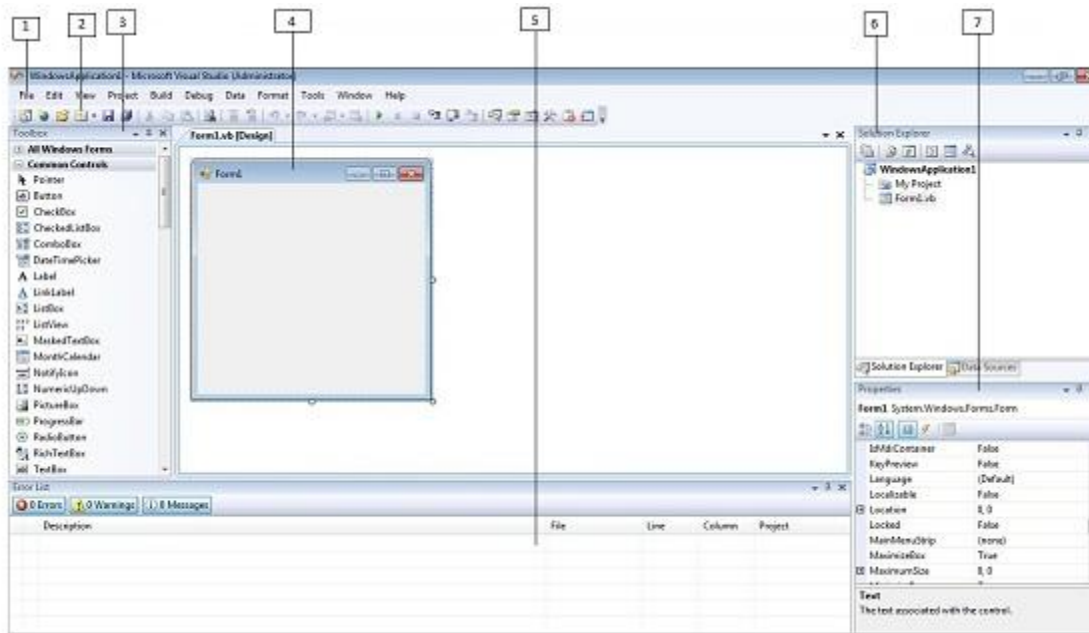 1 2 3 4 5 6 7
WindowsApplication1 - Microsoft Visual Studio (Administrator)
File Edit View Project Build Debug Data Format Tools Window Help
Toolbox
Form1.vb [Design]
Solution Explorer
All Windows Forms
Common Controls
Pointer
Button
CheckBox
CheckedListBox
ComboBox
DateTimePicker
Label
LinkLabel
ListBox
ListView
MaskedTextBox
MonthCalendar
NotifyIcon
NumericUpDown
PictureBox
ProgressBar
RadioButton
RichTextBox
TextBox
Form1
WindowsApplication1
My Project
Form1.vb
Solution Explorer Data Sources
Properties
Form1 System.Windows.Forms.Form
IsMdiContainer False
KeyPreview False
Language (Default)
Localizable False
Location 0, 0
Locked False
MainMenuStrip (none)
MaximizeBox True
MaximumSize 0, 0
Text
The text associated with the control.
Error List
0 Errors 0 Warnings 0 Messages
Description File Line Column Project